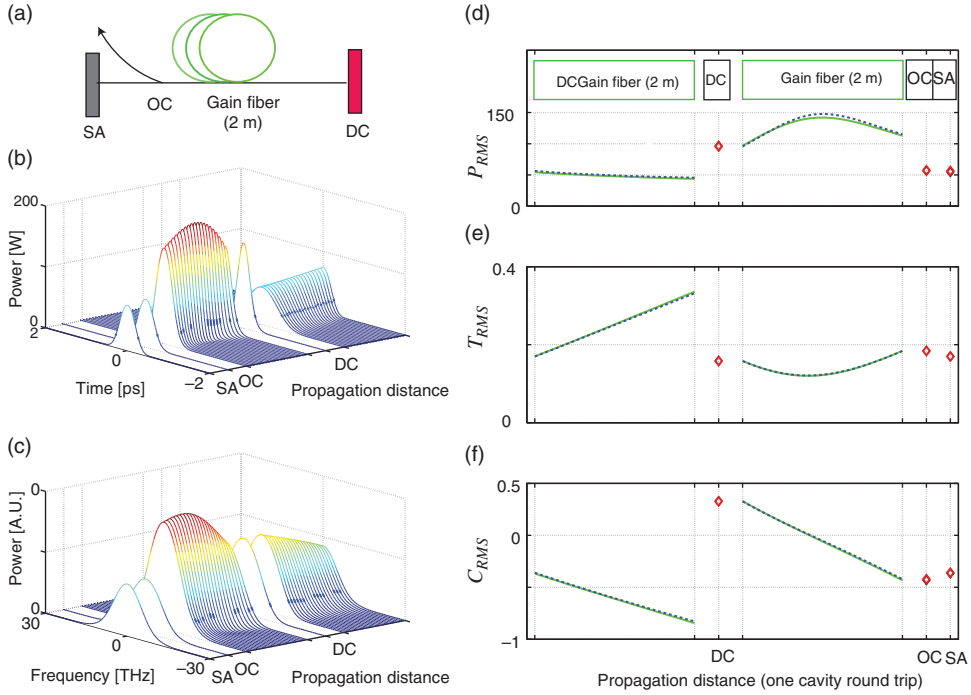 (a)
SA
OC
Gain fiber
(2 m)
DC
(b)
200
Power [W]
0
2
0
Time [ps]
−2
SA
OC
DC
Propagation distance
(c)
0
Power [A.U.]
0
30
0
Frequency [THz]
−30
SA
OC
DC
Propagation distance
(d)
DCGain fiber (2 m)
DC
Gain fiber (2 m)
OC
SA
150
P_RMS
0
(e)
0.4
T_RMS
0
(f)
0.5
0
C_RMS
−1
DC
OC
SA
Propagation distance (one cavity round trip)